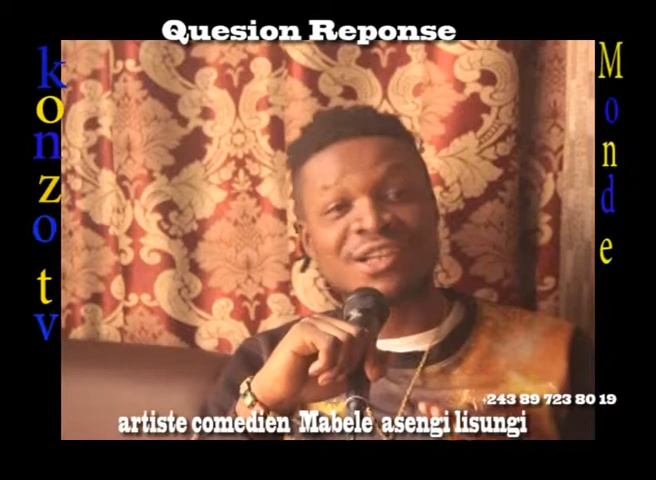 Quesion Reponse
konzo tv
Monde
+243 89 723 80 19
artiste comedien Mabele asengi lisungi